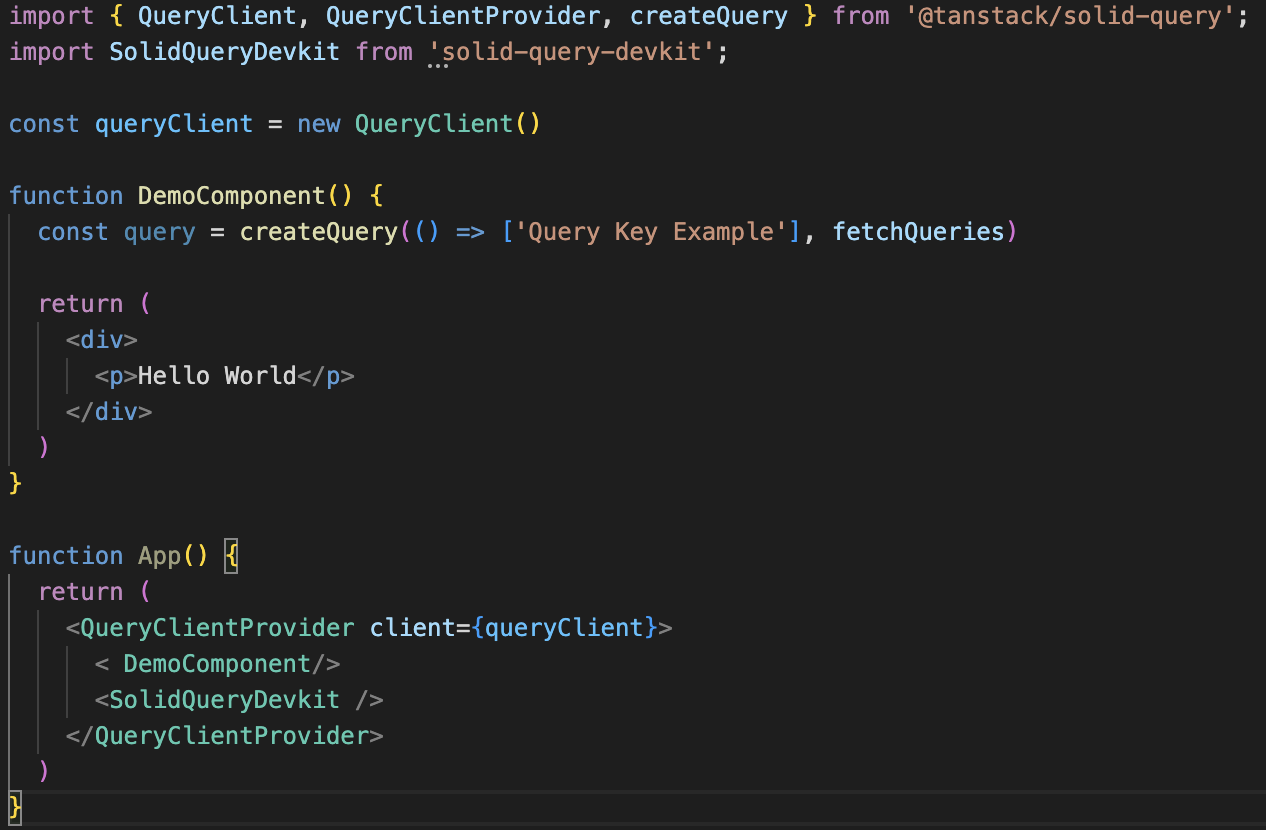 import { QueryClient, QueryClientProvider, createQuery } from '@tanstack/solid-query';
import SolidQueryDevkit from 'solid-query-devkit';

const queryClient = new QueryClient()

function DemoComponent() {
  const query = createQuery(() => ['Query Key Example'], fetchQueries)

  return (
    <div>
      <p>Hello World</p>
    </div>
  )
}

function App() {
  return (
    <QueryClientProvider client={queryClient}>
      < DemoComponent/>
      <SolidQueryDevkit />
    </QueryClientProvider>
  )
}